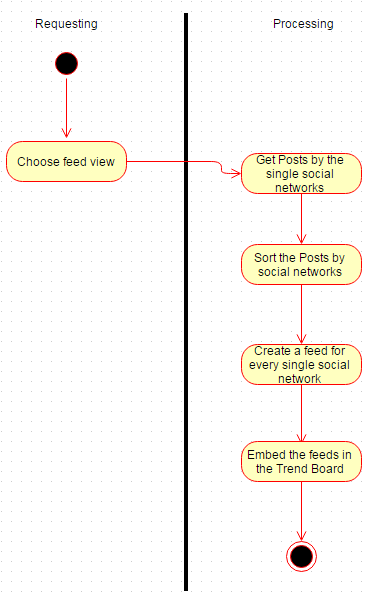 Requesting
Processing
Choose feed view
Get Posts by the
single social
networks
Sort the Posts by
social networks
Create a feed for
every single social
network
Embed the feeds in
the Trend Board